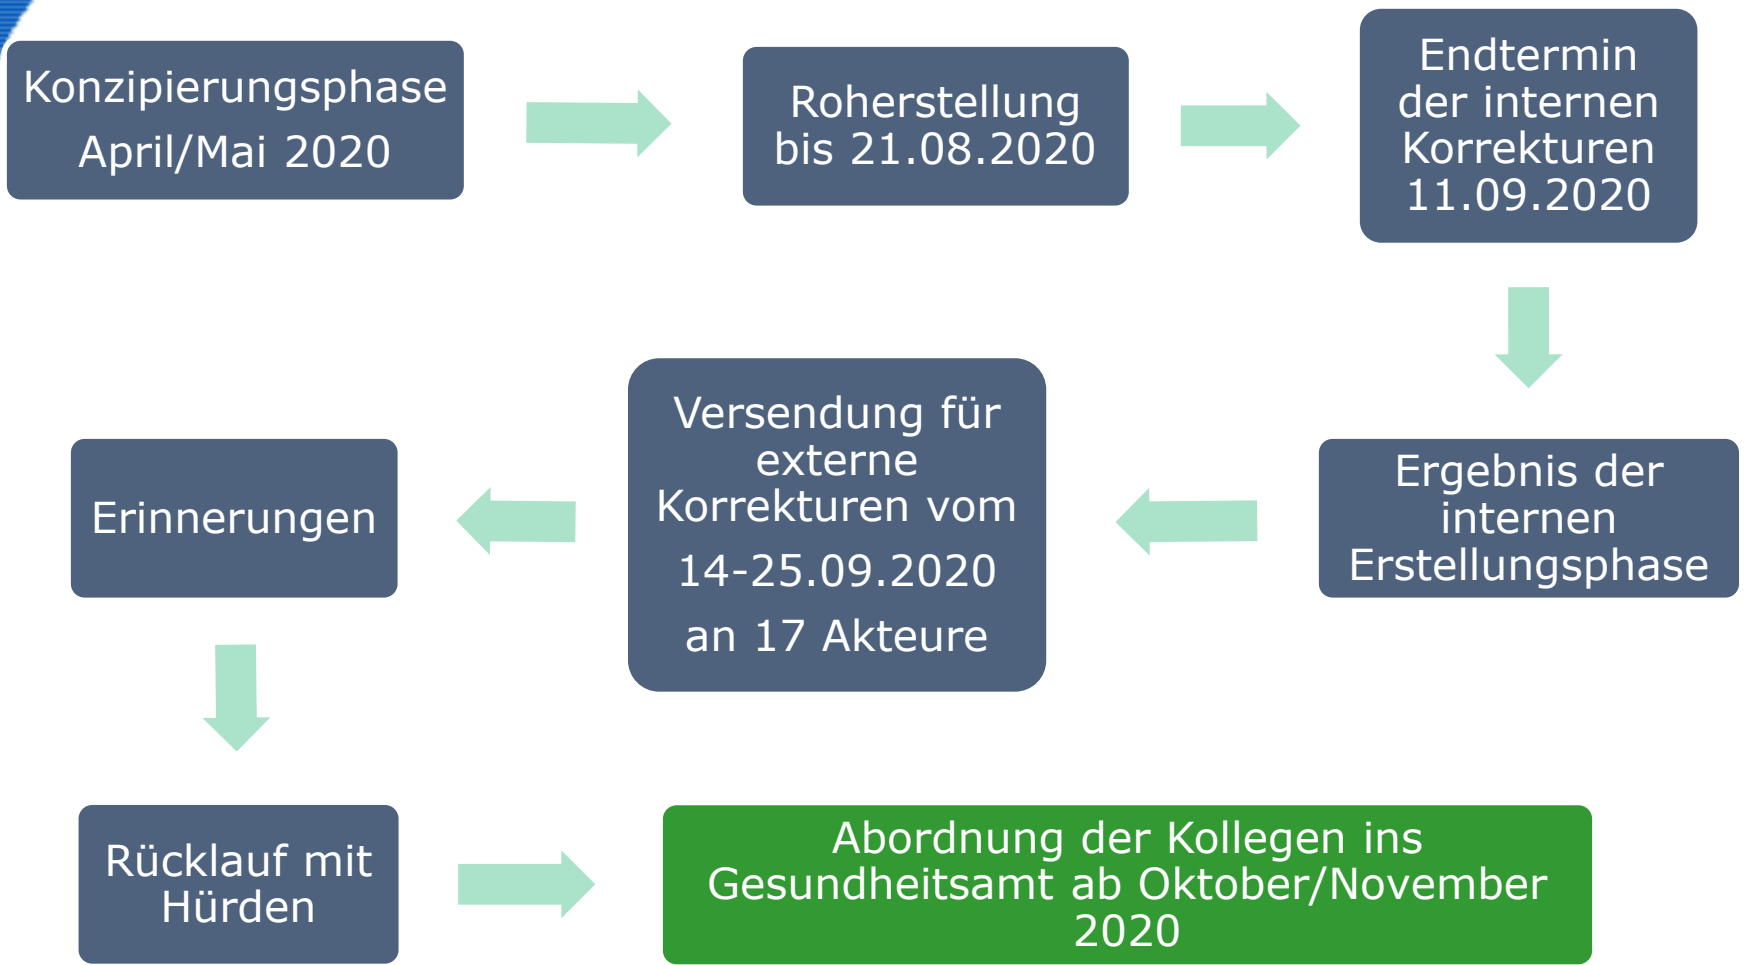 Konzipierungsphase
April/Mai 2020
Roherstellung
bis 21.08.2020
Endtermin
der internen
Korrekturen
11.09.2020
Ergebnis der
internen
Erstellungsphase
Versendung für
externe
Korrekturen vom
14-25.09.2020
an 17 Akteure
Erinnerungen
Rücklauf mit
Hürden
Abordnung der Kollegen ins
Gesundheitsamt ab Oktober/November
2020